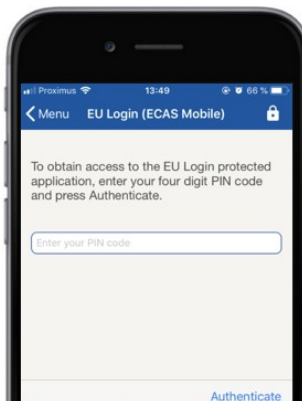 Proximus 13:49 66 %
Menu EU Login (ECAS Mobile)
To obtain access to the EU Login protected
application, enter your four digit PIN code
and press Authenticate.
Enter your PIN code
Authenticate